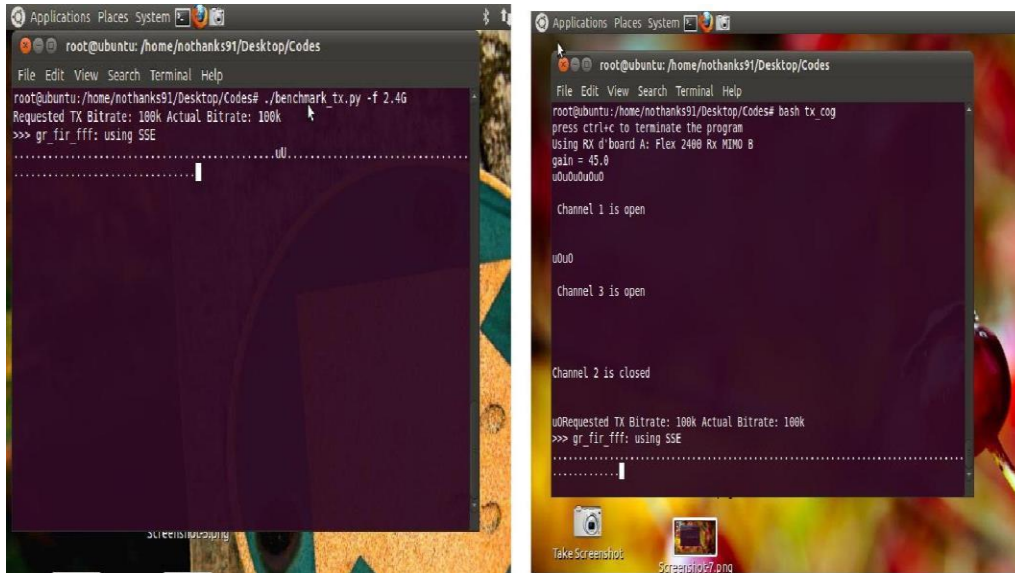 Applications Places System
root@ubuntu: /home/nothanks91/Desktop/Codes
File Edit View Search Terminal Help
root@ubuntu:/home/nothanks91/Desktop/Codes# ./benchmark_tx.py -f 2.4G
Requested TX Bitrate: 100k Actual Bitrate: 100k
>>> gr_fir_fff: using SSE
..............................................uU................................
................................
Screenshot-5.png
Applications Places System
root@ubuntu: /home/nothanks91/Desktop/Codes
File Edit View Search Terminal Help
root@ubuntu:/home/nothanks91/Desktop/Codes# bash tx_cog
press ctrl+c to terminate the program
Using RX d'board A: Flex 2400 Rx MIMO B
gain = 45.0
uOuOuOuOuO
Channel 1 is open
uOuO
Channel 3 is open
Channel 2 is closed
uORequested TX Bitrate: 100k Actual Bitrate: 100k
>>> gr_fir_fff: using SSE
........................................................................
............
Take Screenshot
Screenshot-7.png